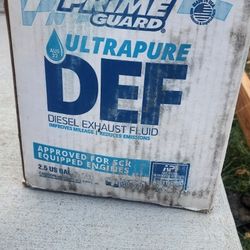 PRIME
GUARD
ULTRAPURE
DEF
DIESEL EXHAUST FLUID
IMPROVES MILEAGE | REDUCES EMISSIONS
APPROVED FOR SCR
EQUIPPED ENGINES
2.5 US GAL
API